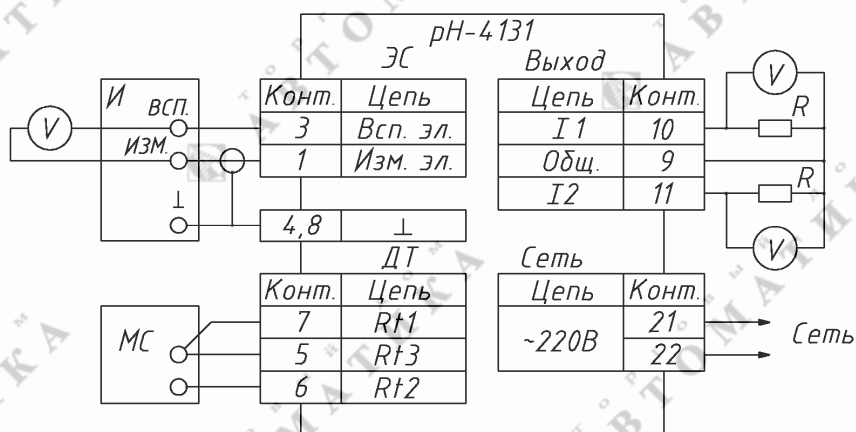 pH-4131
ЭС
Конт. Цепь
3 Всп. эл.
1 Изм. эл.
4,8 ⊥
ДТ
Конт. Цепь
7 Rt1
5 Rt3
6 Rt2
Выход
Цепь Конт.
I1 10
Общ. 9
I2 11
Сеть
Цепь Конт.
~220В 21
22
Сеть
И
ВСП.
ИЗМ.
⊥
V
МС
V
R
R
V
АВТОМАТИКА